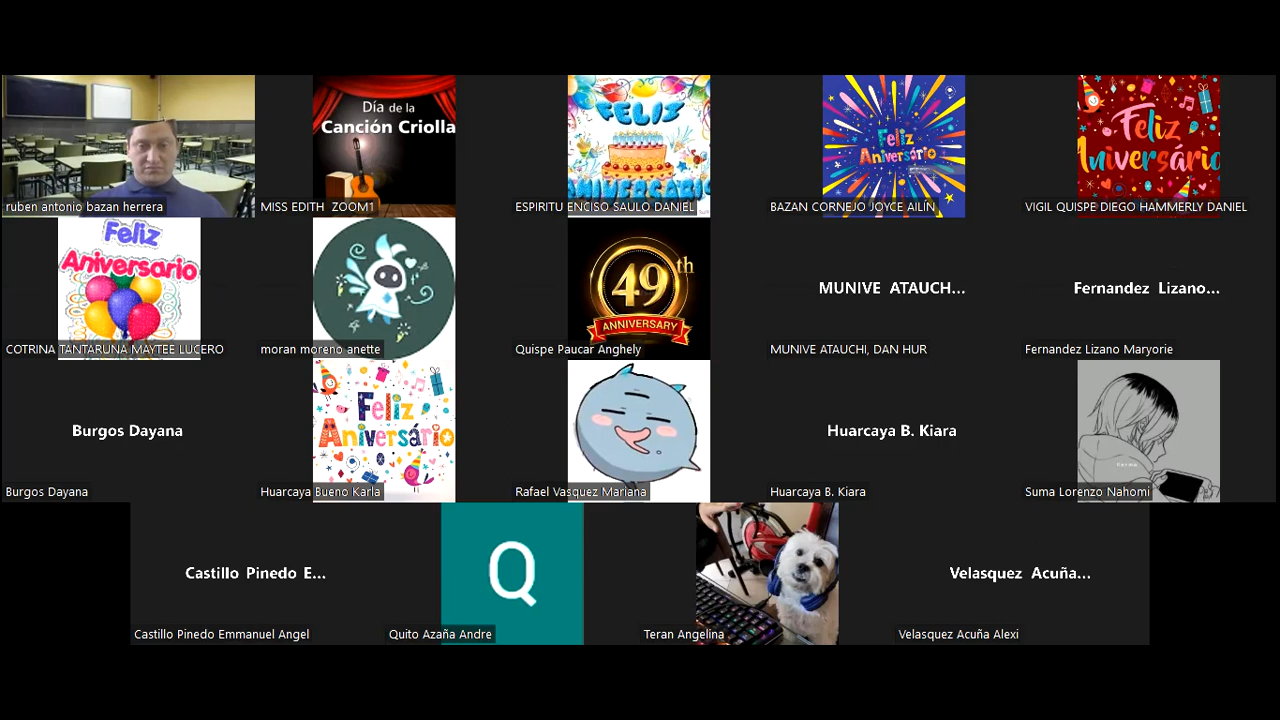 ruben antonio bazan herrera
Día de la
Canción Criolla
MISS EDITH ZOOM1
FELIZ
ANIVERSARIO
ESPIRITU ENCISO SAULO DANIEL
Feliz
Aniversário
BAZAN CORNEJO JOYCE AILÍN
Feliz
Aniversário
VIGIL QUISPE DIEGO HAMMERLY DANIEL
Feliz
Aniversario
COTRINA TANTARUNA MAYTEE LUCERO
moran moreno anette
49th
ANNIVERSARY
Quispe Paucar Anghely
MUNIVE ATAUCH...
MUNIVE ATAUCHI, DAN HUR
Fernandez Lizano...
Fernandez Lizano Maryorie
Burgos Dayana
Burgos Dayana
Feliz
Aniversário
Huarcaya Bueno Karla
Rafael Vasquez Mariana
Huarcaya B. Kiara
Huarcaya B. Kiara
Suma Lorenzo Nahomi
Castillo Pinedo E...
Castillo Pinedo Emmanuel Angel
Q
Quito Azaña Andre
Teran Angelina
Velasquez Acuña...
Velasquez Acuña Alexi